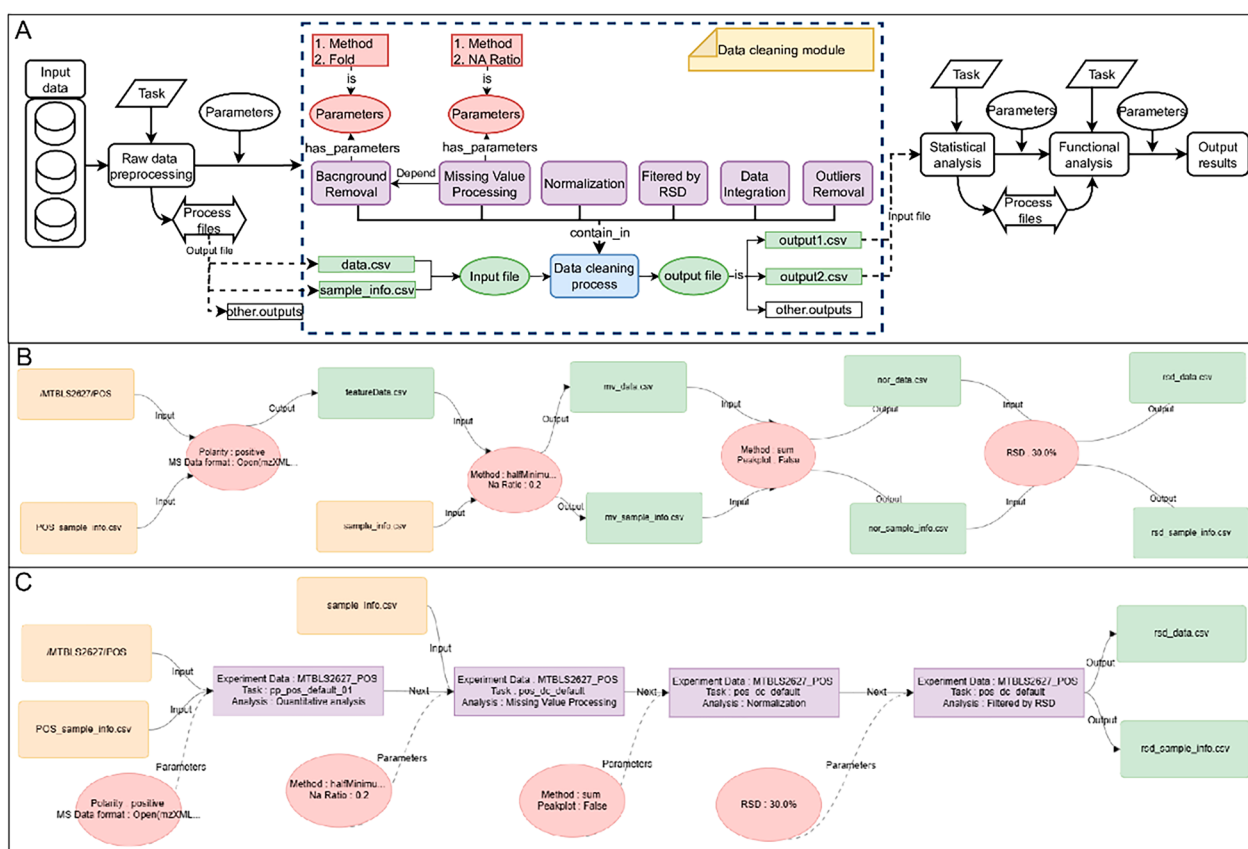 A
Input
data
Task
Parameters
Raw data
preprocessing
Process
files
Output file
other.outputs
1. Method
2. Fold
is
Parameters
has_parameters
1. Method
2. NA Ratio
is
Parameters
has_parameters
Data cleaning module
Bacnground
Removal
Depend
Missing Value
Processing
Normalization
Fitered by
RSD
Data
Integration
Outliers
Removal
contain_in
data.csv
sample_info.csv
Input file
Data cleaning
process
output file
is
output1.csv
output2.csv
other.outputs
Input file
Task
Parameters
Task
Parameters
Statistical
analysis
Functional
analysis
Output
results
Process
files
B
/MTBLS2627/POS
Input
POS_sample_info.csv
Input
Polarity : positive
MS Data format : Open(mzXML...
Output
featureData.csv
Input
sample_info.csv
Input
Method : halfMinimu...
Na Ratio : 0.2
Output
mv_data.csv
Output
mv_sample_info.csv
Input
Input
Method : sum
Peakplot : False
nor_data.csv
Output
Output
nor_sample_info.csv
Input
Input
RSD : 30.0%
rsd_data.csv
Output
Output
rsd_sample_info.csv
C
/MTBLS2627/POS
Input
POS_sample_info.csv
Input
Polarity : positive
MS Data format : Open(mzXML...
Parameters
Experiment Data : MTBLS2627_POS
Task : pp_pos_default_01
Analysis : Quantitative analysis
sample_info.csv
Input
Next
Method : halfMinimu...
Na Ratio : 0.2
Parameters
Experiment Data : MTBLS2627_POS
Task : pos_dc_default
Analysis : Missing Value Processing
Next
Method : sum
Peakplot : False
Parameters
Experiment Data : MTBLS2627_POS
Task : pos_dc_default
Analysis : Normalization
Next
RSD : 30.0%
Parameters
Experiment Data : MTBLS2627_POS
Task : pos_dc_default
Analysis : Filtered by RSD
Output
rsd_data.csv
Output
rsd_sample_info.csv